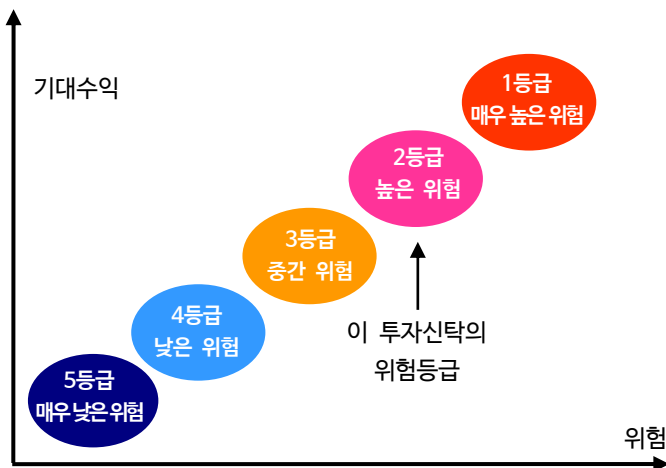 기대수익
1등급
매우 높은 위험
2등급
높은 위험
3등급
중간 위험
4등급
낮은 위험
5등급
매우 낮은 위험
이 투자신탁의
위험등급
위험